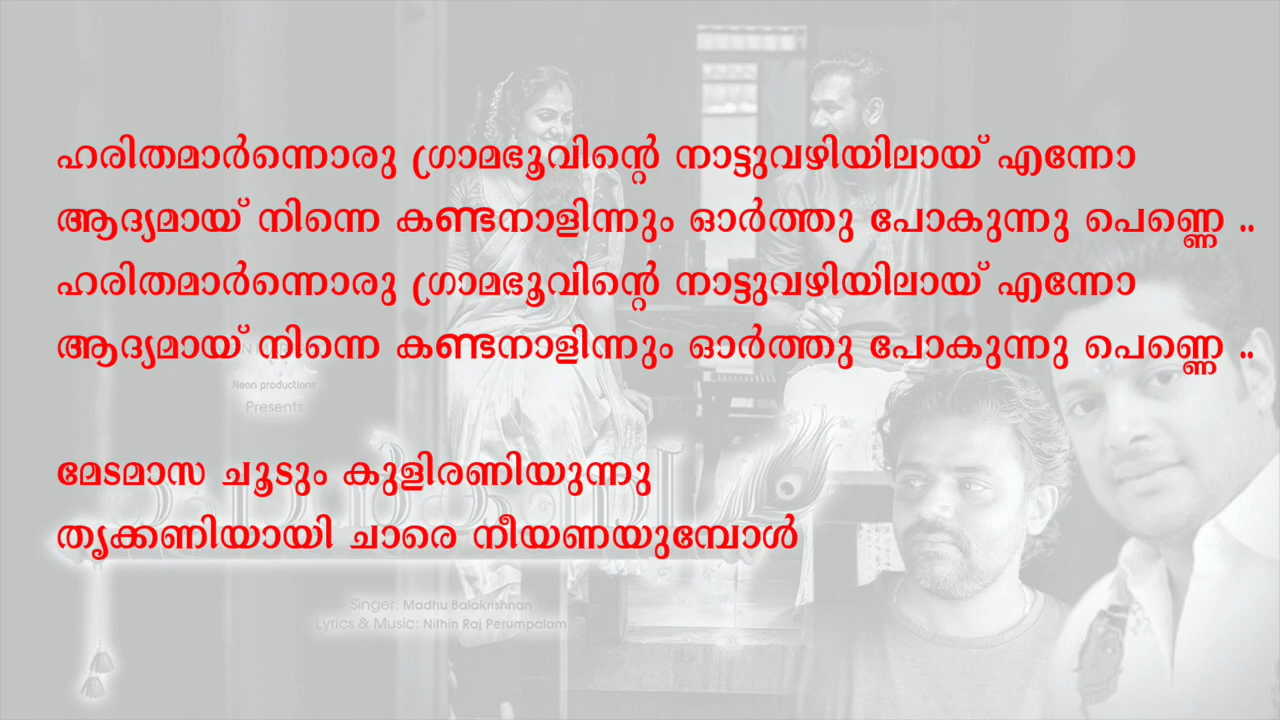 ഹരിതമാർന്നൊരു ഗ്രാമഭൂവിന്റെ നാട്ടുവഴിയിലായ് എന്നോ
ആദ്യമായ് നിന്നെ കണ്ടനാളിന്നും ഓർത്തു പോകുന്നു പെണ്ണെ ..
ഹരിതമാർന്നൊരു ഗ്രാമഭൂവിന്റെ നാട്ടുവഴിയിലായ് എന്നോ
ആദ്യമായ് നിന്നെ കണ്ടനാളിന്നും ഓർത്തു പോകുന്നു പെണ്ണെ ..
Neon productions
Presents
മേടമാസ ചൂടും കുളിരണിയുന്നു
തൃക്കണിയായി ചാരെ നീയണയുമ്പോൾ
Singer: Madhu Balakrishnan
Lyrics & Music: Nithin Raj Perumpalam